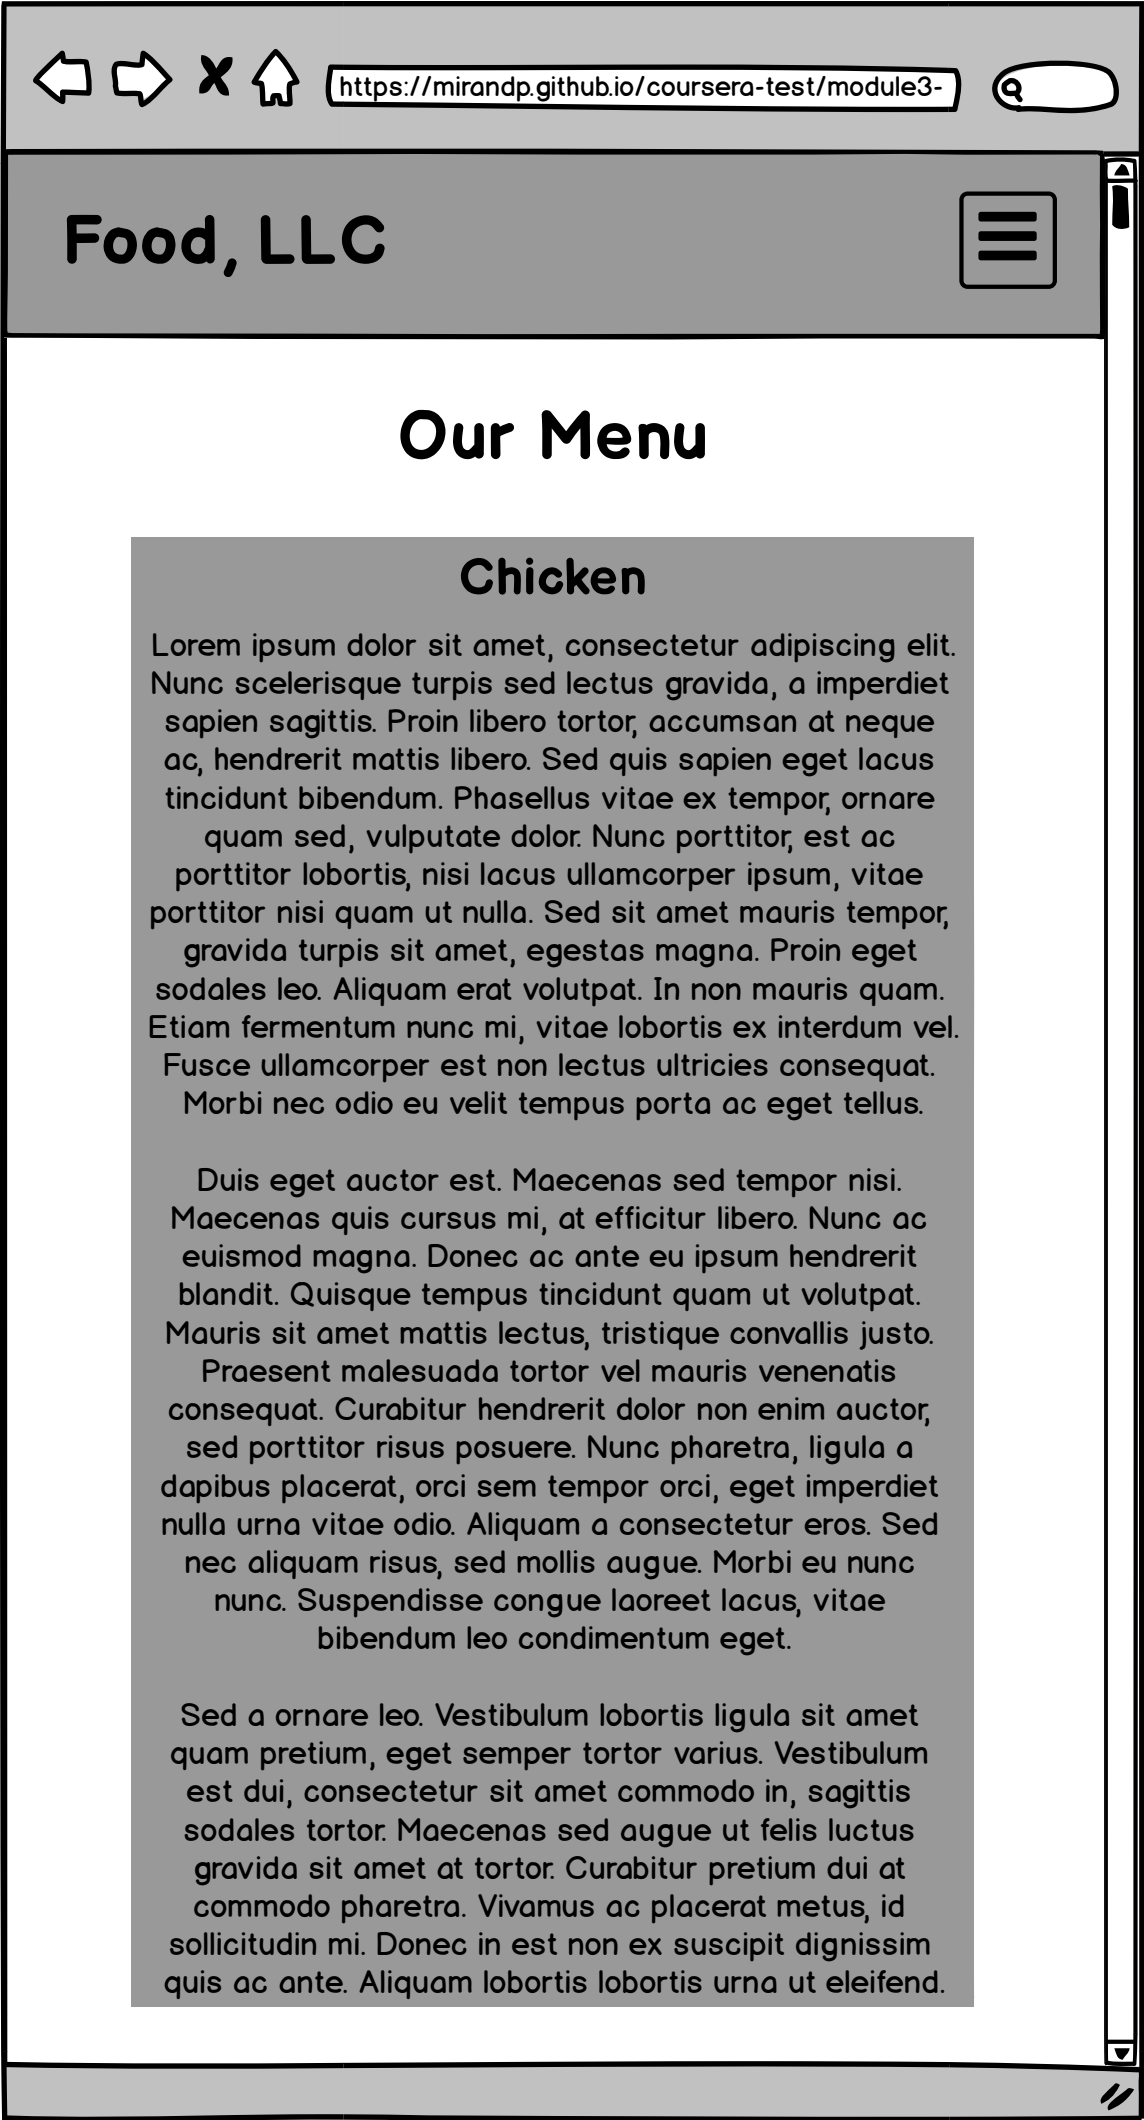 https://mirandp.github.io/coursera-test/module3-
Food, LLC
Our Menu
Chicken
Lorem ipsum dolor sit amet, consectetur adipiscing elit.
Nunc scelerisque turpis sed lectus gravida, a imperdiet
sapien sagittis. Proin libero tortor, accumsan at neque
ac, hendrerit mattis libero. Sed quis sapien eget lacus
tincidunt bibendum. Phasellus vitae ex tempor, ornare
quam sed, vulputate dolor. Nunc porttitor, est ac
porttitor lobortis, nisi lacus ullamcorper ipsum, vitae
porttitor nisi quam ut nulla. Sed sit amet mauris tempor,
gravida turpis sit amet, egestas magna. Proin eget
sodales leo. Aliquam erat volutpat. In non mauris quam.
Etiam fermentum nunc mi, vitae lobortis ex interdum vel.
Fusce ullamcorper est non lectus ultricies consequat.
Morbi nec odio eu velit tempus porta ac eget tellus.
Duis eget auctor est. Maecenas sed tempor nisi.
Maecenas quis cursus mi, at efficitur libero. Nunc ac
euismod magna. Donec ac ante eu ipsum hendrerit
blandit. Quisque tempus tincidunt quam ut volutpat.
Mauris sit amet mattis lectus, tristique convallis justo.
Praesent malesuada tortor vel mauris venenatis
consequat. Curabitur hendrerit dolor non enim auctor,
sed porttitor risus posuere. Nunc pharetra, ligula a
dapibus placerat, orci sem tempor orci, eget imperdiet
nulla urna vitae odio. Aliquam a consectetur eros. Sed
nec aliquam risus, sed mollis augue. Morbi eu nunc
nunc. Suspendisse congue laoreet lacus, vitae
bibendum leo condimentum eget.
Sed a ornare leo. Vestibulum lobortis ligula sit amet
quam pretium, eget semper tortor varius. Vestibulum
est dui, consectetur sit amet commodo in, sagittis
sodales tortor. Maecenas sed augue ut felis luctus
gravida sit amet at tortor. Curabitur pretium dui at
commodo pharetra. Vivamus ac placerat metus, id
sollicitudin mi. Donec in est non ex suscipit dignissim
quis ac ante. Aliquam lobortis lobortis urna ut eleifend.